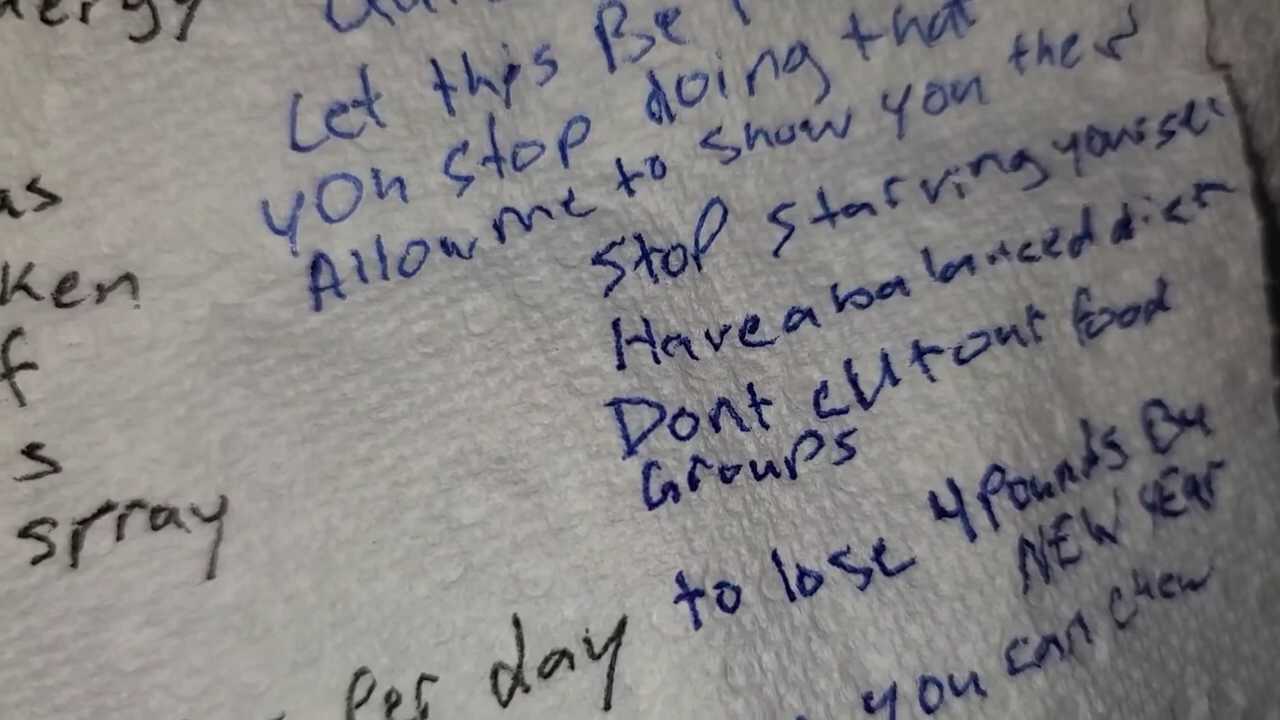 Let this Be
you stop doing that
Allow me to show you the
as
stop starving yoursel
ken
Have a balanced diet
f
Dont cut out food
Groups
s
to lose 4 Pounds By
NEW YEAR
spray
Per day
you can chew